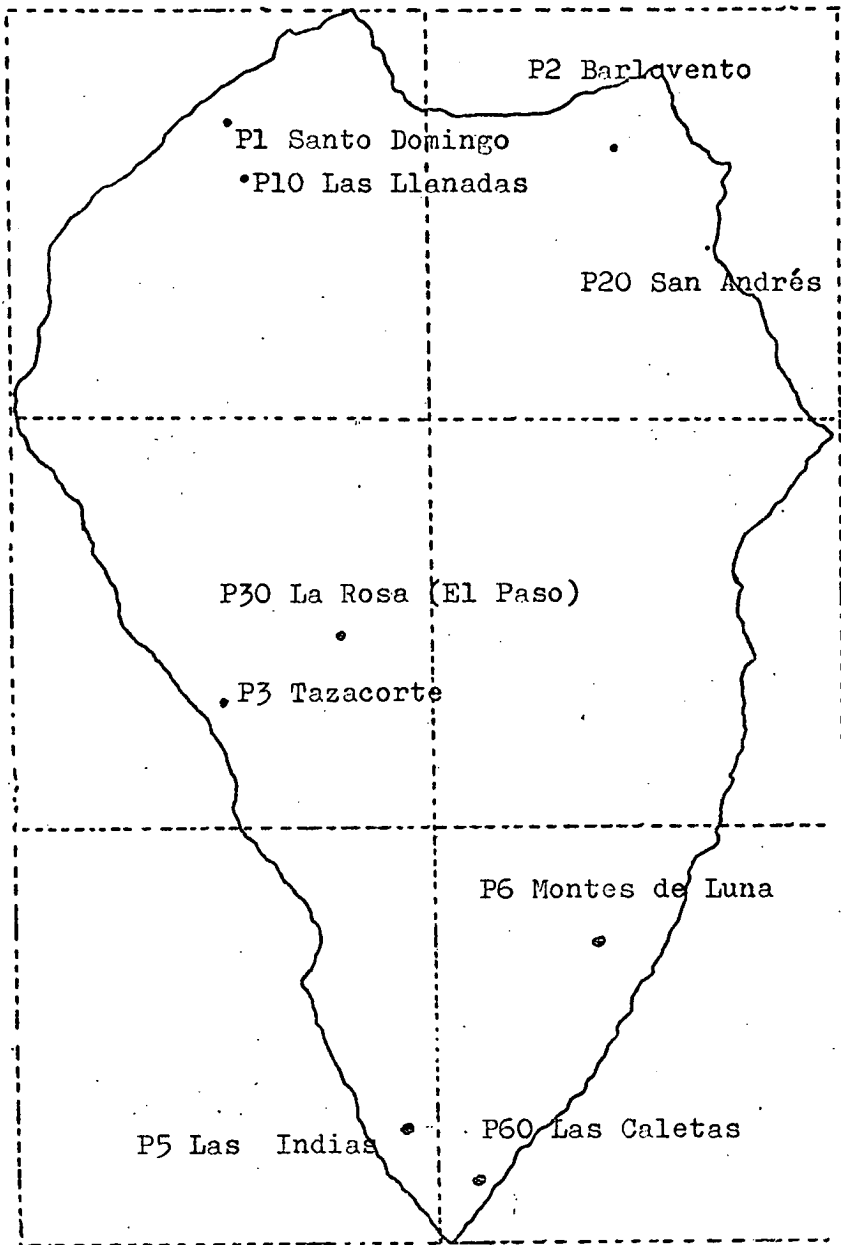 P2 Barlovento
P1 Santo Domingo
P10 Las Llanadas
P20 San Andrés
P30 La Rosa (El Paso)
P3 Tazacorte
P6 Montes de Luna
P5 Las Indias
P60 Las Caletas